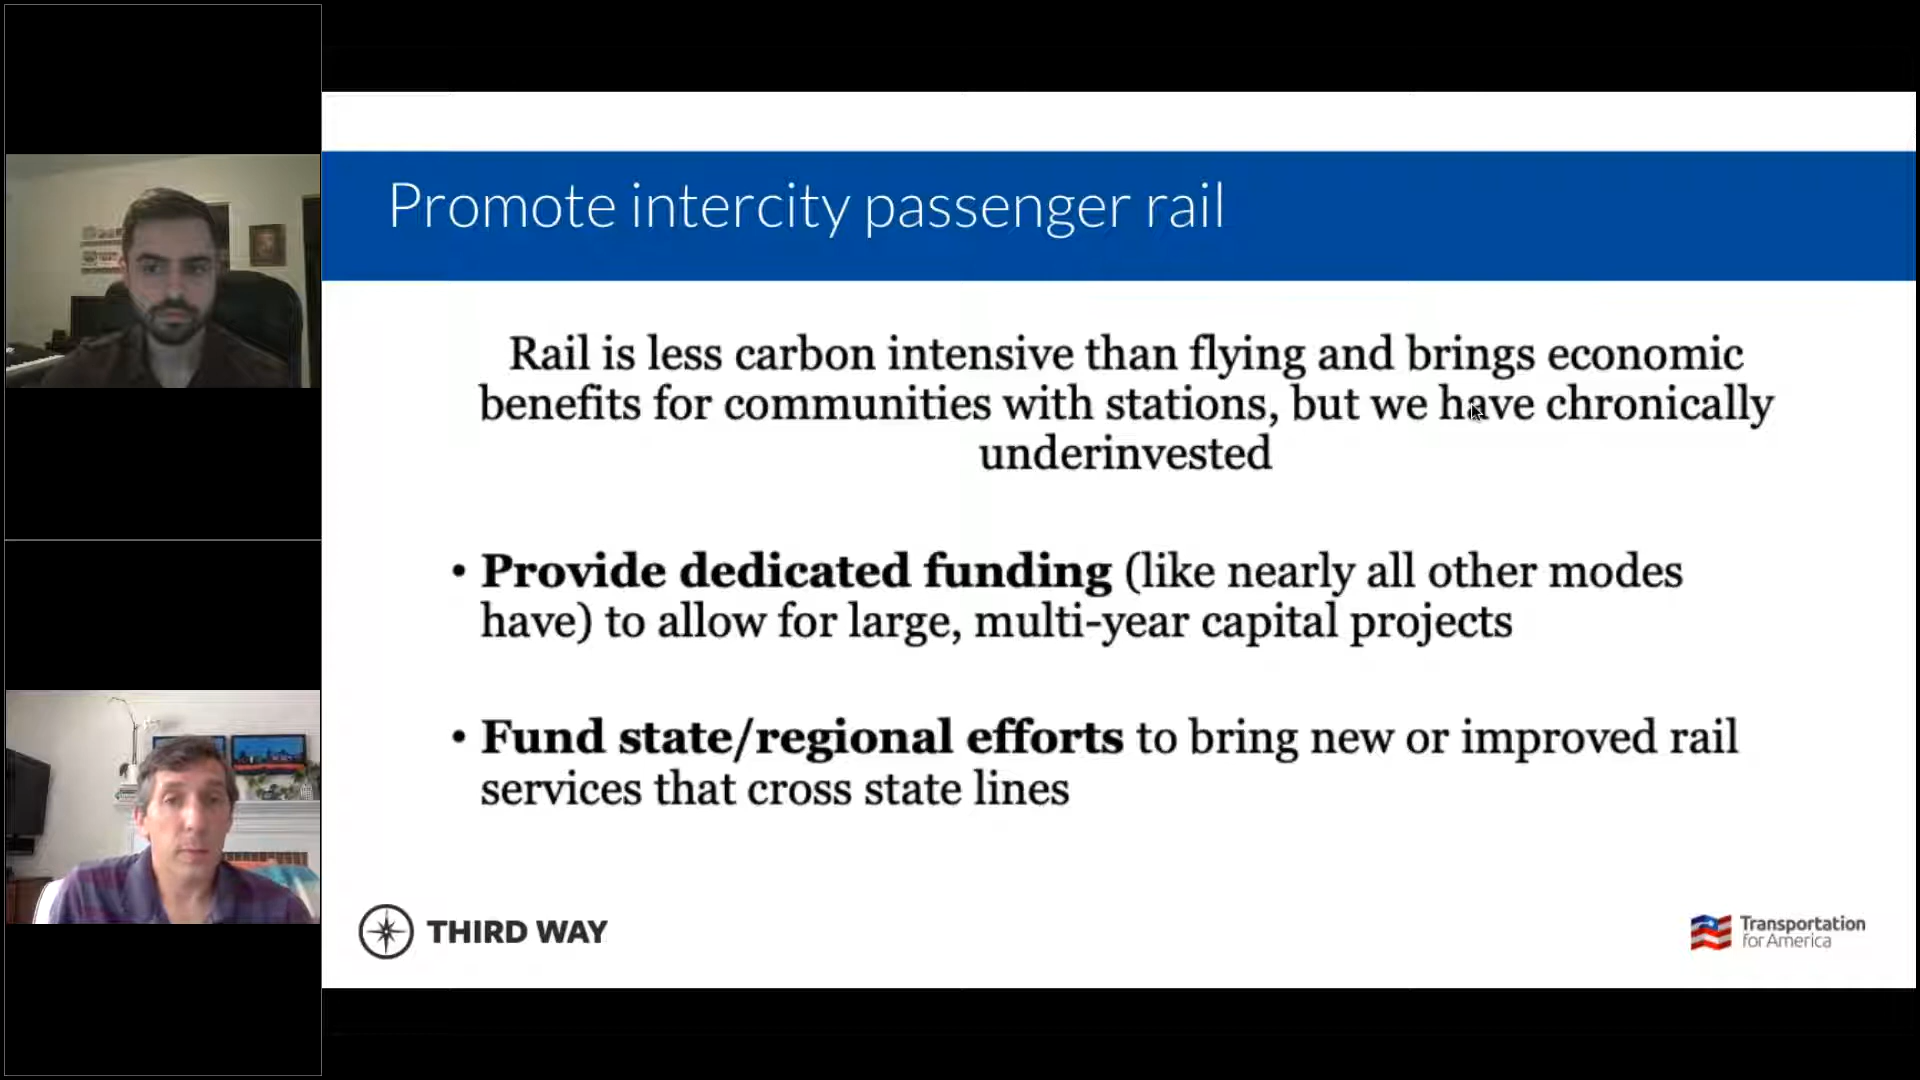 Promote intercity passenger rail
Rail is less carbon intensive than flying and brings economic
benefits for communities with stations, but we have chronically
underinvested
• Provide dedicated funding (like nearly all other modes
have) to allow for large, multi-year capital projects
• Fund state/regional efforts to bring new or improved rail
services that cross state lines
THIRD WAY
Transportation
for America